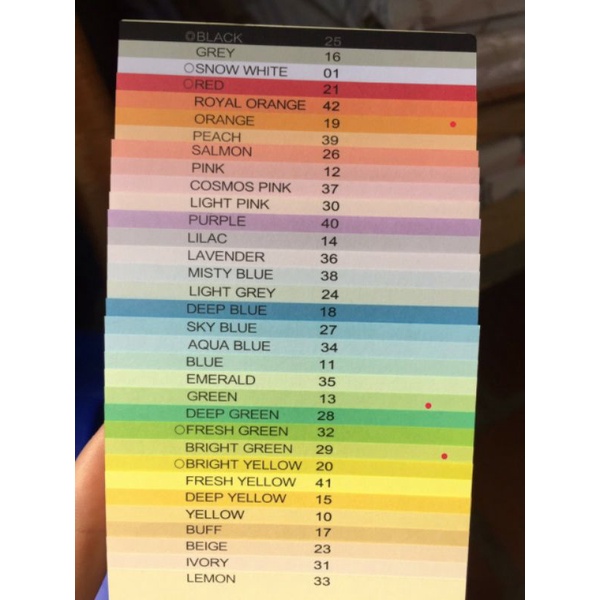 ◎BLACK 25
GREY 16
○SNOW WHITE 01
○RED 21
ROYAL ORANGE 42
ORANGE 19
PEACH 39
SALMON 26
PINK 12
COSMOS PINK 37
LIGHT PINK 30
PURPLE 40
LILAC 14
LAVENDER 36
MISTY BLUE 38
LIGHT GREY 24
DEEP BLUE 18
SKY BLUE 27
AQUA BLUE 34
BLUE 11
EMERALD 35
GREEN 13
DEEP GREEN 28
○FRESH GREEN 32
BRIGHT GREEN 29
○BRIGHT YELLOW 20
FRESH YELLOW 41
DEEP YELLOW 15
YELLOW 10
BUFF 17
BEIGE 23
IVORY 31
LEMON 33